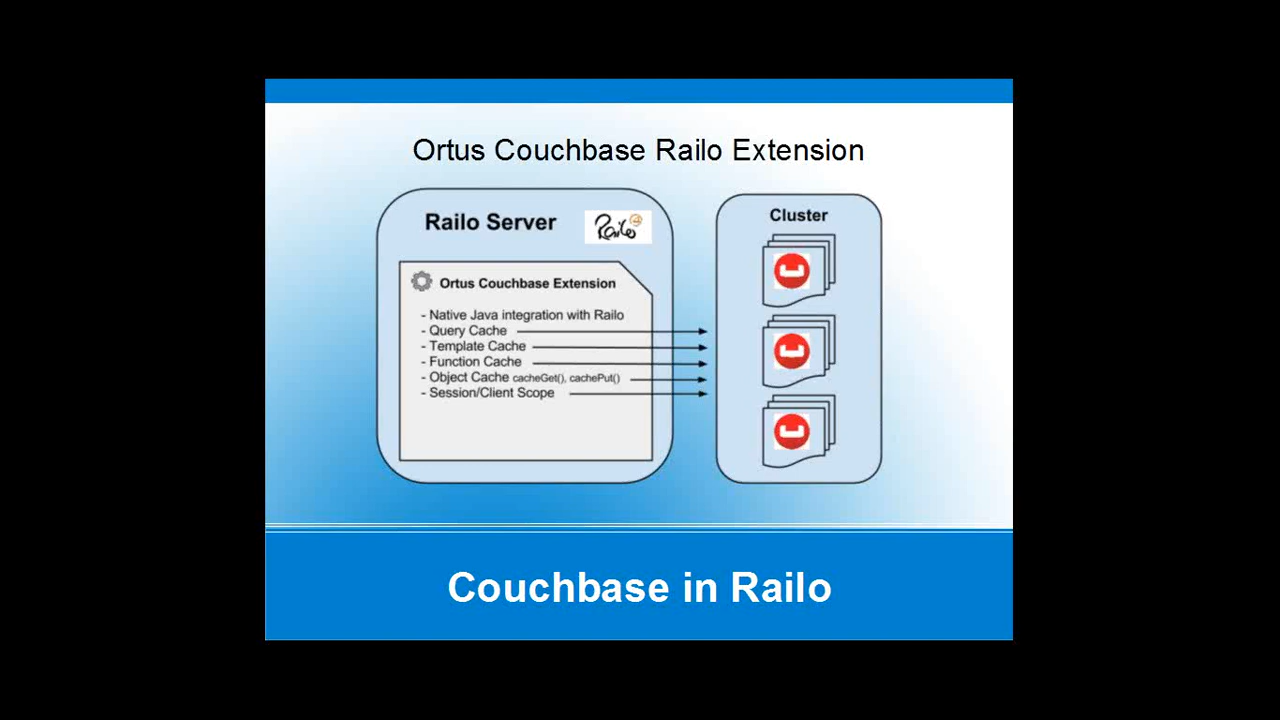 Ortus Couchbase Railo Extension
Railo Server
Railo
Cluster
Ortus Couchbase Extension
- Native Java integration with Railo
- Query Cache
- Template Cache
- Function Cache
- Object Cache cacheGet(), cachePut()
- Session/Client Scope
Couchbase in Railo